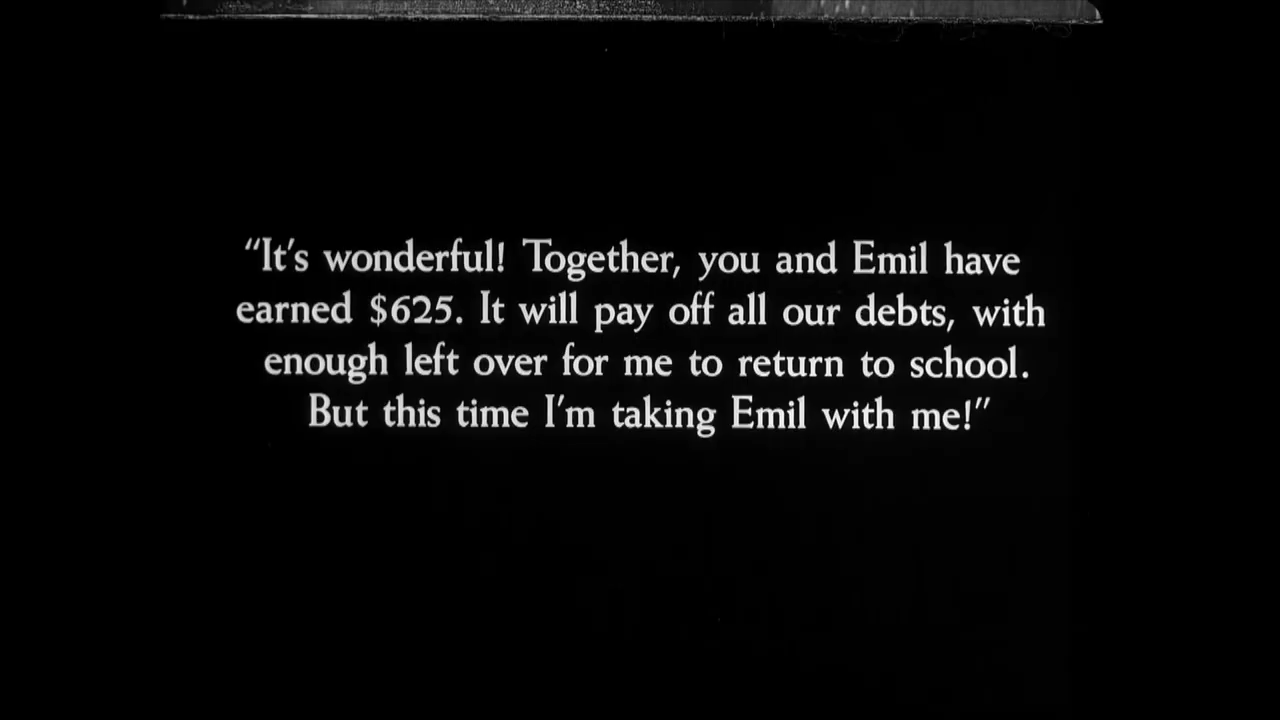 “It's wonderful! Together, you and Emil have
earned $625. It will pay off all our debts, with
enough left over for me to return to school.
But this time I'm taking Emil with me!”